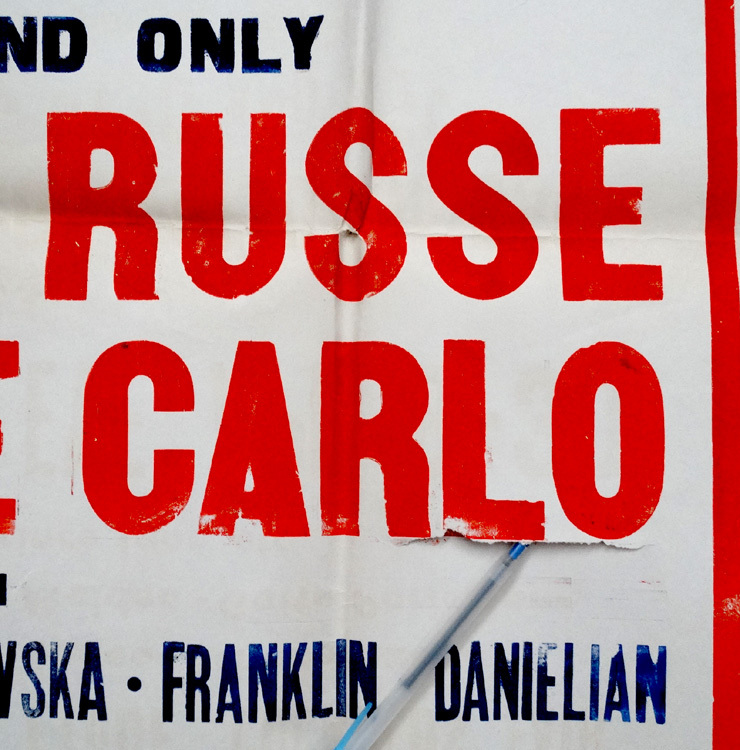 ND ONLY
R RUSSE
E CARLO
WSKA • FRANKLIN DANIELIAN